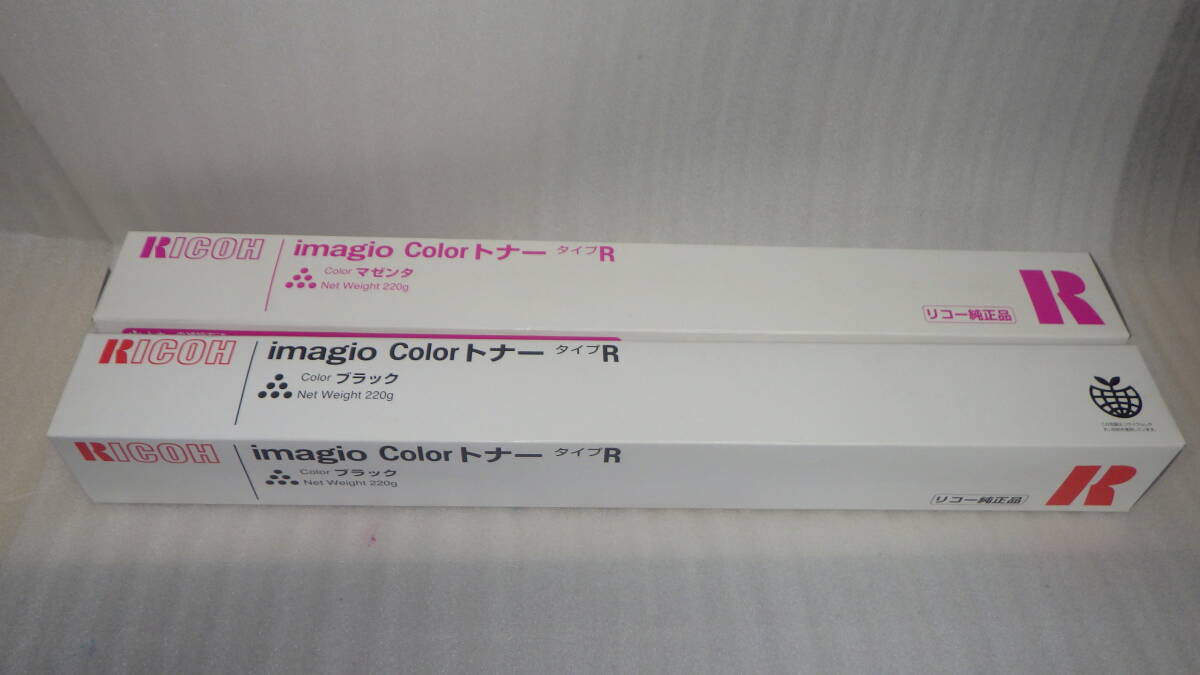 RICOH
imagio Colorトナー タイプR
Color マゼンタ
Net Weight 220g
リコー純正品
R
RICOH
imagio Colorトナー タイプR
Color ブラック
Net Weight 220g
RICOH
imagio Colorトナー タイプR
Color ブラック
Net Weight 220g
リコー純正品
R